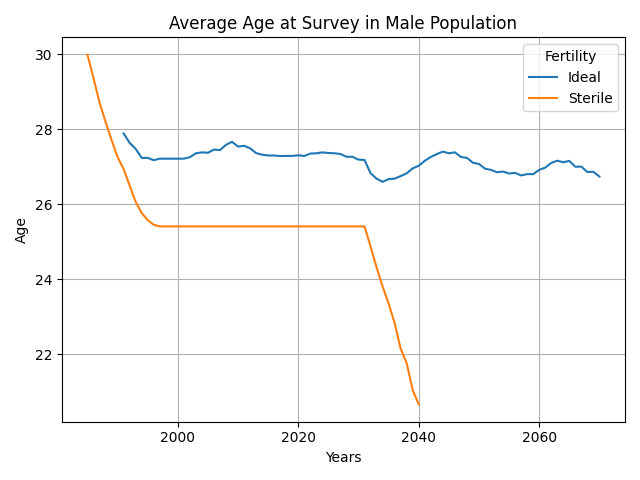 Average Age at Survey in Male Population
Fertility
Ideal
Sterile
Age
30
28
26
24
22
2000 2020 2040 2060
Years